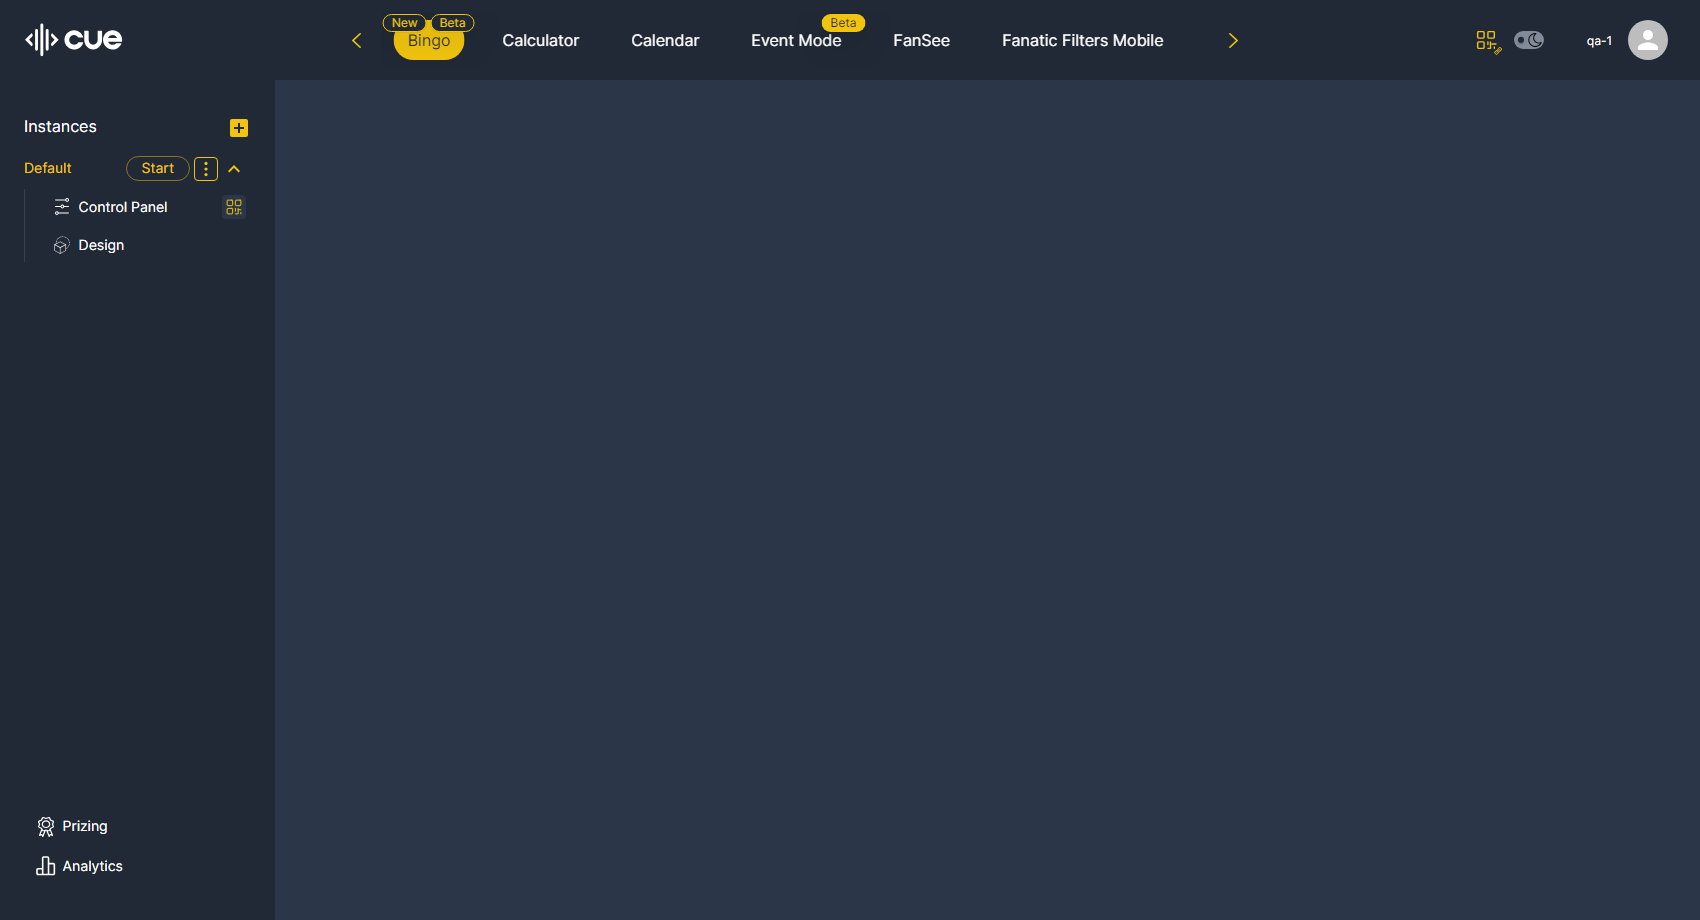 cue
New Beta
Bingo
Calculator
Calendar
Beta
Event Mode
FanSee
Fanatic Filters Mobile
qa-1
Instances
Default
Start
Control Panel
Design
Prizing
Analytics